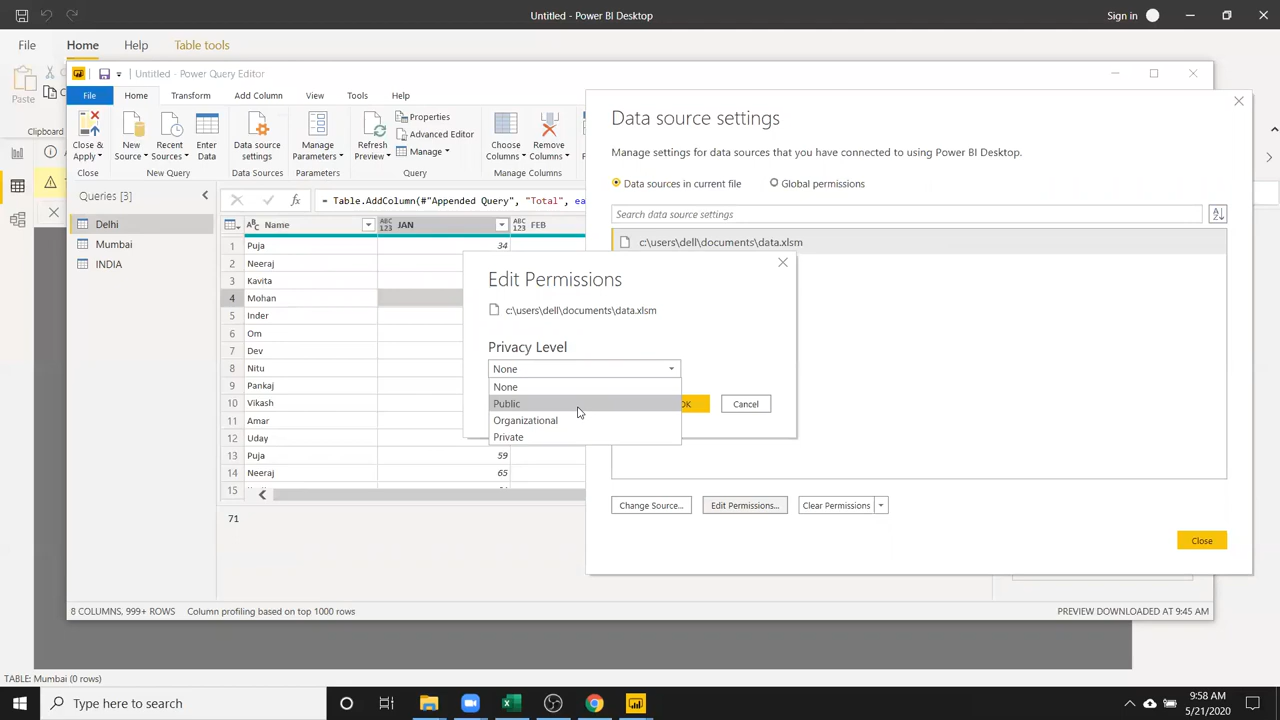 Untitled - Power BI Desktop
Sign in
File
Home
Help
Table tools
Paste
Clipboard
Untitled - Power Query Editor
File
Home
Transform
Add Column
View
Tools
Help
Close & Apply
New Source
Recent Sources
Enter Data
Data source settings
Manage Parameters
Refresh Preview
Properties
Advanced Editor
Manage
Choose Columns
Remove Columns
Close
New Query
Data Sources
Parameters
Query
Manage Columns
Queries [3]
Delhi
Mumbai
INDIA
fx
= Table.AddColumn(#"Appended Query", "Total", ea
ABC Name
ABC 123 JAN
ABC 123 FEB
1 Puja 34
2 Neeraj
3 Kavita
4 Mohan
5 Inder
6 Om
7 Dev
8 Nitu
9 Pankaj
10 Vikash
11 Amar
12 Uday
13 Puja 59
14 Neeraj 65
15
71
8 COLUMNS, 999+ ROWS
Column profiling based on top 1000 rows
PREVIEW DOWNLOADED AT 9:45 AM
Data source settings
Manage settings for data sources that you have connected to using Power BI Desktop.
Data sources in current file
Global permissions
Search data source settings
c:\users\dell\documents\data.xlsm
Change Source...
Edit Permissions...
Clear Permissions
Close
Edit Permissions
c:\users\dell\documents\data.xlsm
Privacy Level
None
None
Public
Organizational
Private
OK
Cancel
TABLE: Mumbai (0 rows)
Type here to search
9:58 AM
5/21/2020